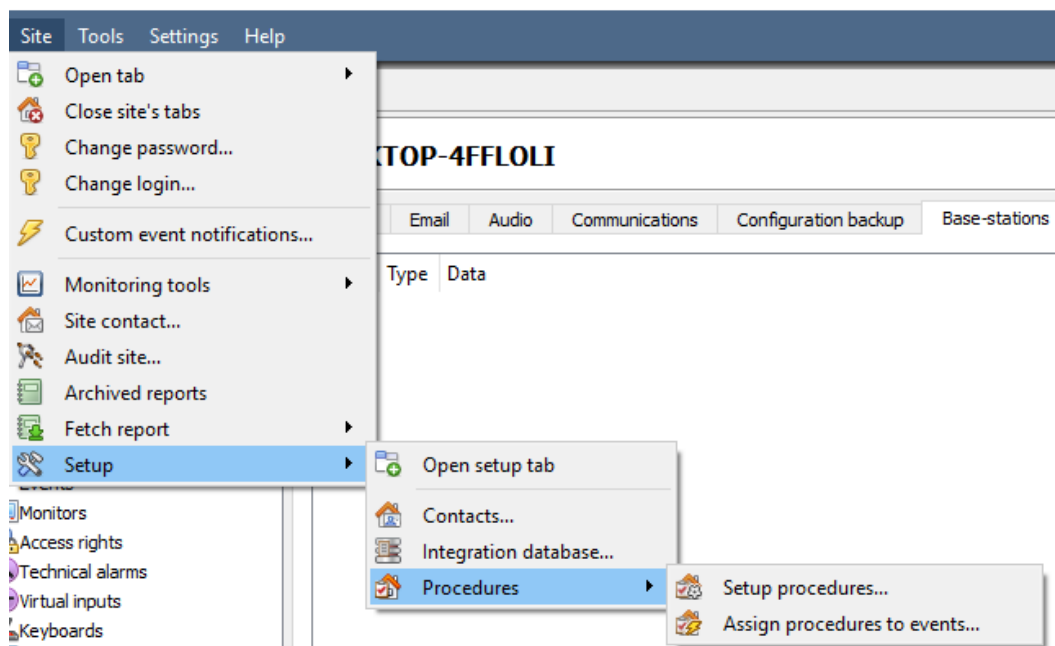 Site Tools Settings Help
Open tab
Close site's tabs
Change password...
TOP-4FFLOLI
Change login...
Email Audio Communications Configuration backup Base-stations
Custom event notifications...
Type Data
Monitoring tools
Site contact...
Audit site...
Archived reports
Fetch report
Setup
Open setup tab
Monitors
Contacts...
Access rights
Integration database...
Technical alarms
Procedures
Setup procedures...
Virtual inputs
Assign procedures to events...
Keyboards